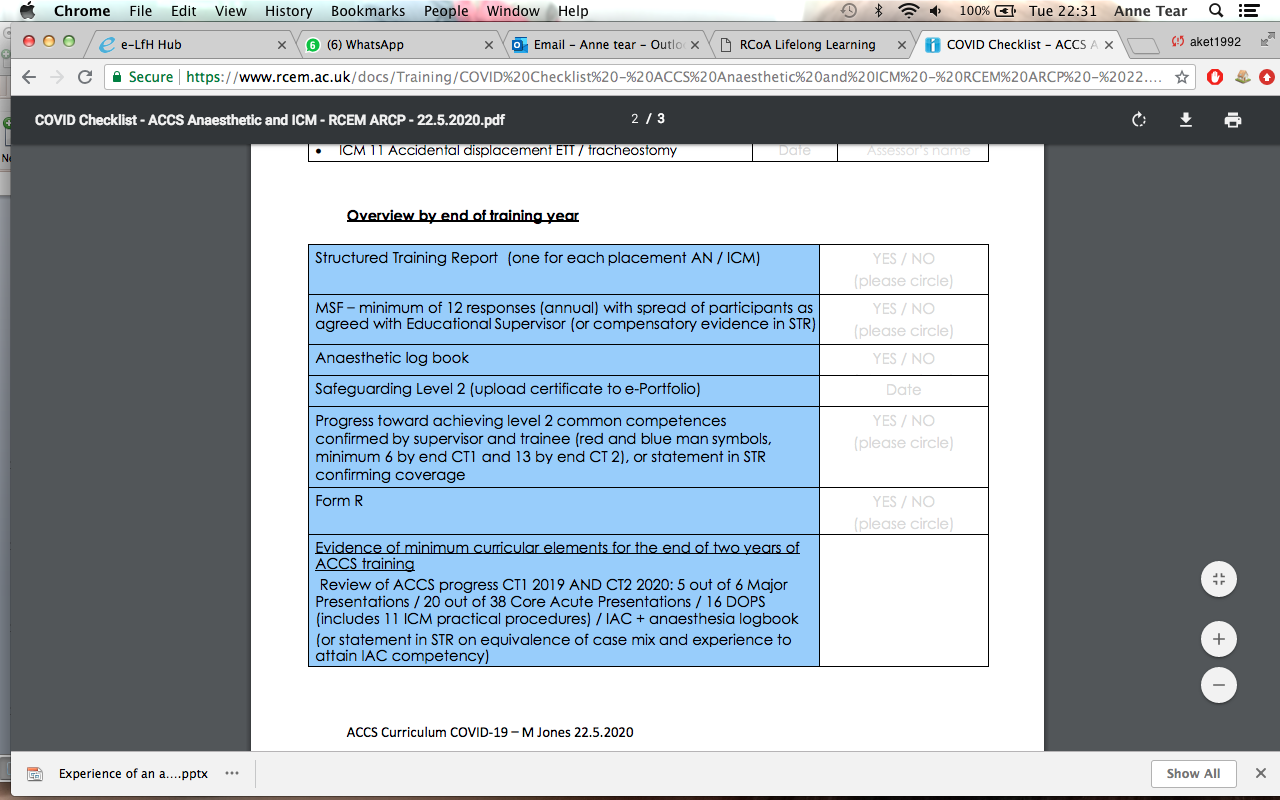 Chrome File Edit View History Bookmarks People Window Help 100% Tue 22:31 Anne Tear
e-LfH Hub (6) WhatsApp Email – Anne tear – Outlo RCoA Lifelong Learning COVID Checklist – ACCS A aket1992
Secure https://www.rcem.ac.uk/docs/Training/COVID%20Checklist%20-%20ACCS%20Anaesthetic%20and%20ICM%20-%20RCEM%20ARCP%20-%2022....
COVID Checklist - ACCS Anaesthetic and ICM - RCEM ARCP - 22.5.2020.pdf 2 / 3
• ICM 11 Accidental displacement ETT / tracheostomy Date Assessor's name
Overview by end of training year
Structured Training Report (one for each placement AN / ICM) YES / NO
(please circle)
MSF – minimum of 12 responses (annual) with spread of participants as YES / NO
agreed with Educational Supervisor (or compensatory evidence in STR) (please circle)
Anaesthetic log book YES / NO
Safeguarding Level 2 (upload certificate to e-Portfolio) Date
Progress toward achieving level 2 common competences YES / NO
confirmed by supervisor and trainee (red and blue man symbols, (please circle)
minimum 6 by end CT1 and 13 by end CT 2), or statement in STR
confirming coverage
Form R YES / NO
(please circle)
Evidence of minimum curricular elements for the end of two years of
ACCS training
Review of ACCS progress CT1 2019 AND CT2 2020: 5 out of 6 Major
Presentations / 20 out of 38 Core Acute Presentations / 16 DOPS
(includes 11 ICM practical procedures) / IAC + anaesthesia logbook
(or statement in STR on equivalence of case mix and experience to
attain IAC competency)
ACCS Curriculum COVID-19 – M Jones 22.5.2020
Experience of an a....pptx Show All